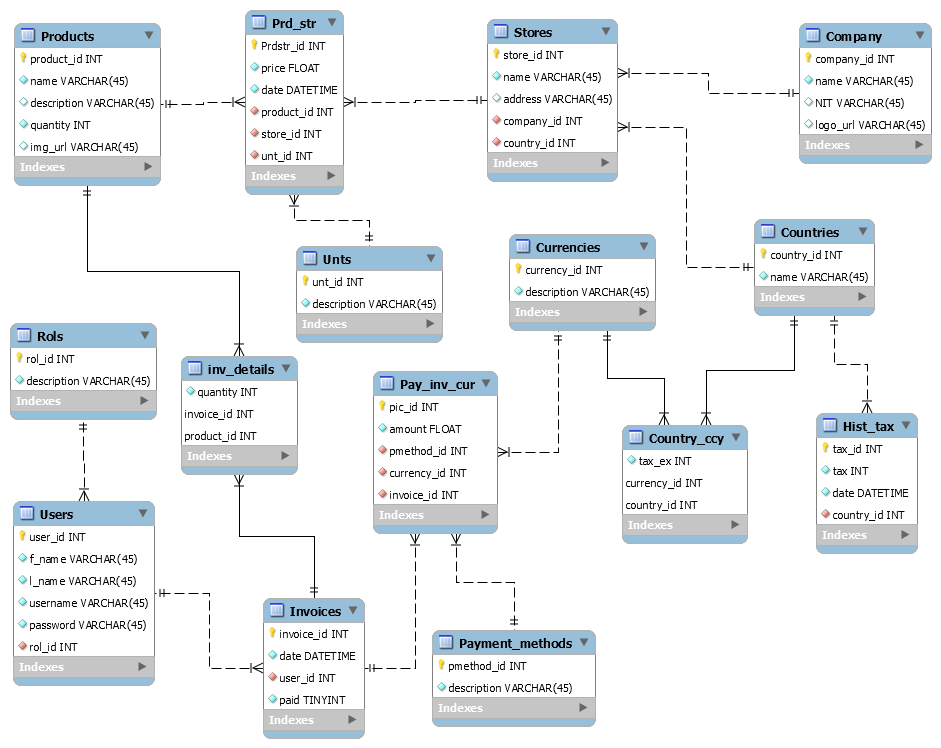 Products
product_id INT
name VARCHAR(45)
description VARCHAR(45)
quantity INT
img_url VARCHAR(45)
Indexes
Prd_str
Prdstr_id INT
price FLOAT
date DATETIME
product_id INT
store_id INT
unt_id INT
Indexes
Stores
store_id INT
name VARCHAR(45)
address VARCHAR(45)
company_id INT
country_id INT
Indexes
Company
company_id INT
name VARCHAR(45)
NIT VARCHAR(45)
logo_url VARCHAR(45)
Indexes
Unts
unt_id INT
description VARCHAR(45)
Indexes
Currencies
currency_id INT
description VARCHAR(45)
Indexes
Countries
country_id INT
name VARCHAR(45)
Indexes
Rols
rol_id INT
description VARCHAR(45)
Indexes
inv_details
quantity INT
invoice_id INT
product_id INT
Indexes
Pay_inv_cur
pic_id INT
amount FLOAT
pmethod_id INT
currency_id INT
invoice_id INT
Indexes
Country_ccy
tax_ex INT
currency_id INT
country_id INT
Indexes
Hist_tax
tax_id INT
tax INT
date DATETIME
country_id INT
Indexes
Users
user_id INT
f_name VARCHAR(45)
l_name VARCHAR(45)
username VARCHAR(45)
password VARCHAR(45)
rol_id INT
Indexes
Invoices
invoice_id INT
date DATETIME
user_id INT
paid TINYINT
Indexes
Payment_methods
pmethod_id INT
description VARCHAR(45)
Indexes